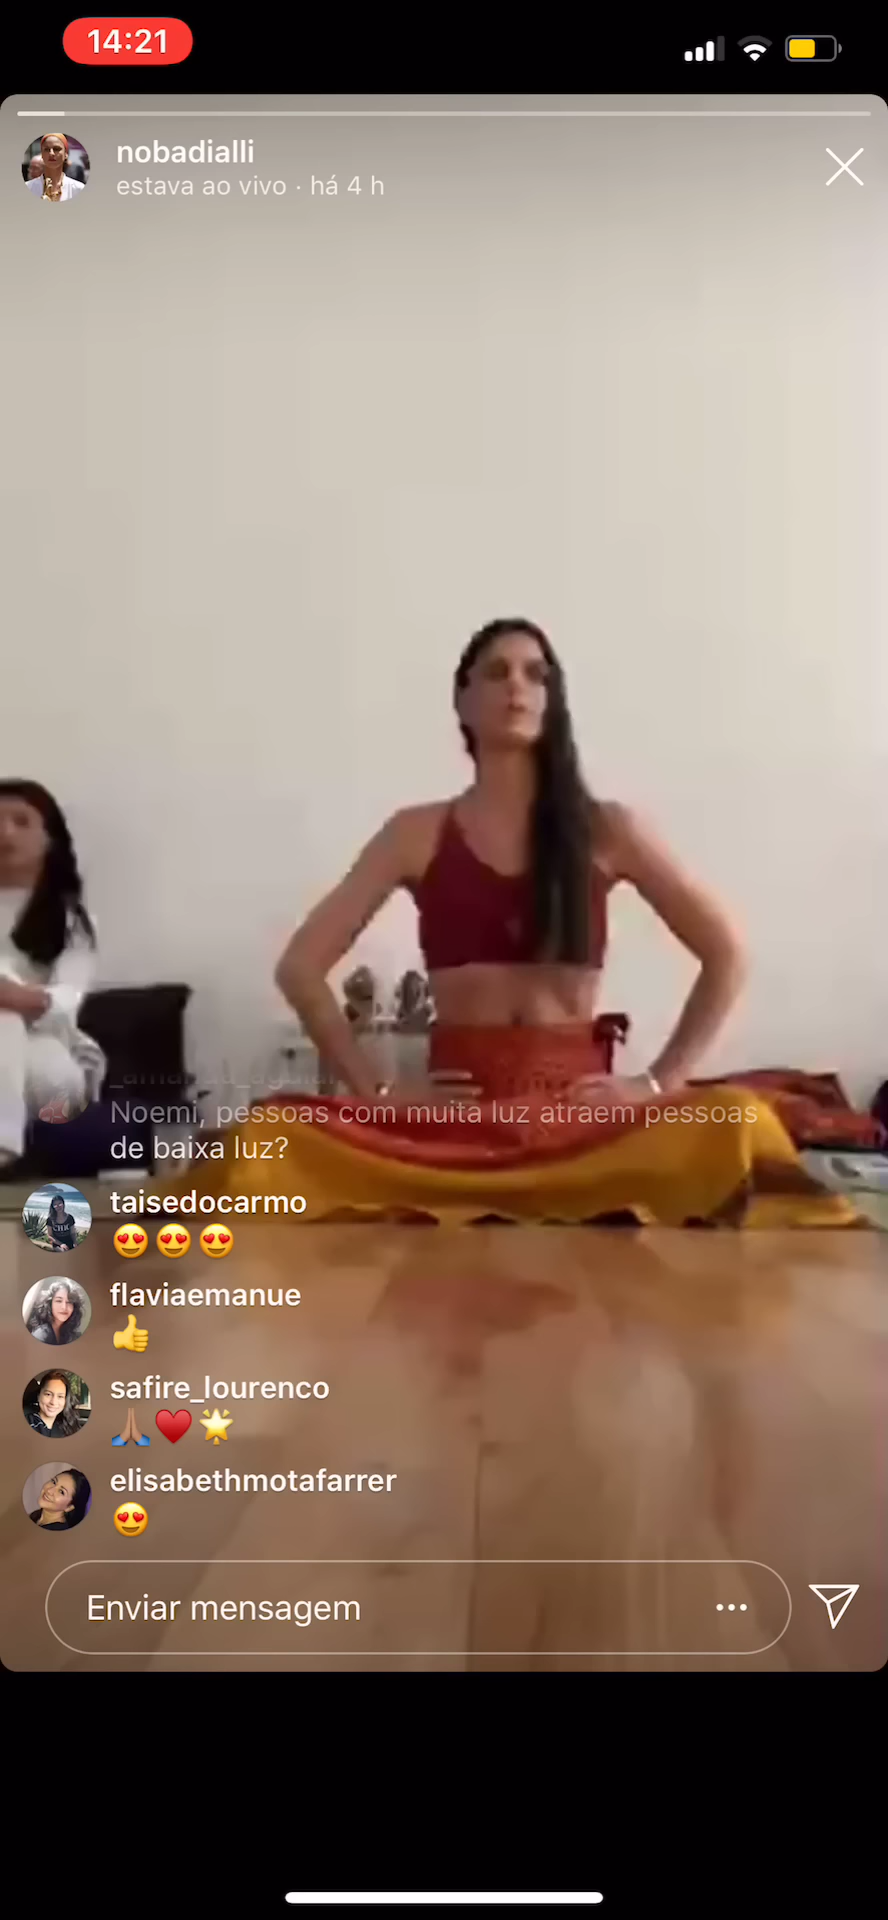 14:21
nobadialli
estava ao vivo · há 4 h
Noemi, pessoas com muita luz atraem pessoas
de baixa luz?
taisedocarmo
😍😍😍
flaviaemanue
👍
safire_lourenco
🙏🏽♥️🌟
elisabethmotafarrer
😍
Enviar mensagem